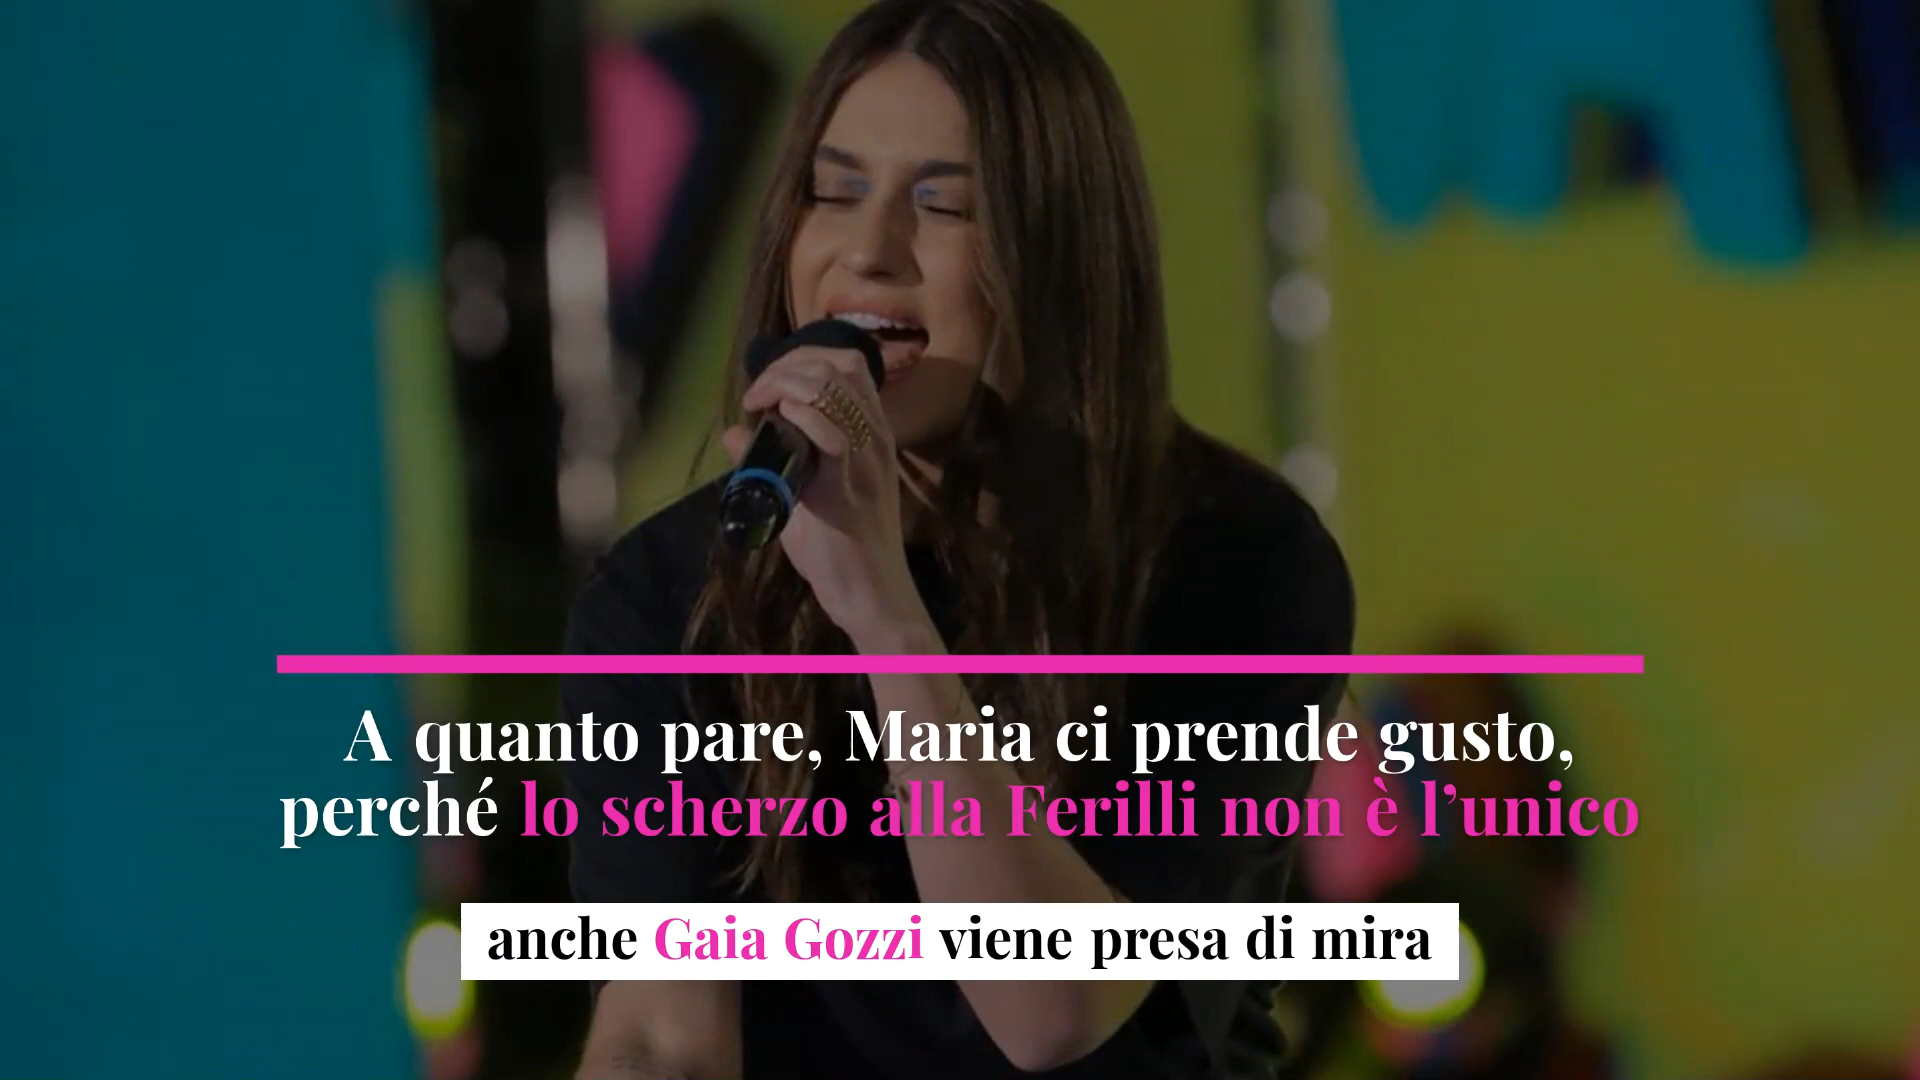 A quanto pare, Maria ci prende gusto,
perché lo scherzo alla Ferilli non è l’unico
anche Gaia Gozzi viene presa di mira